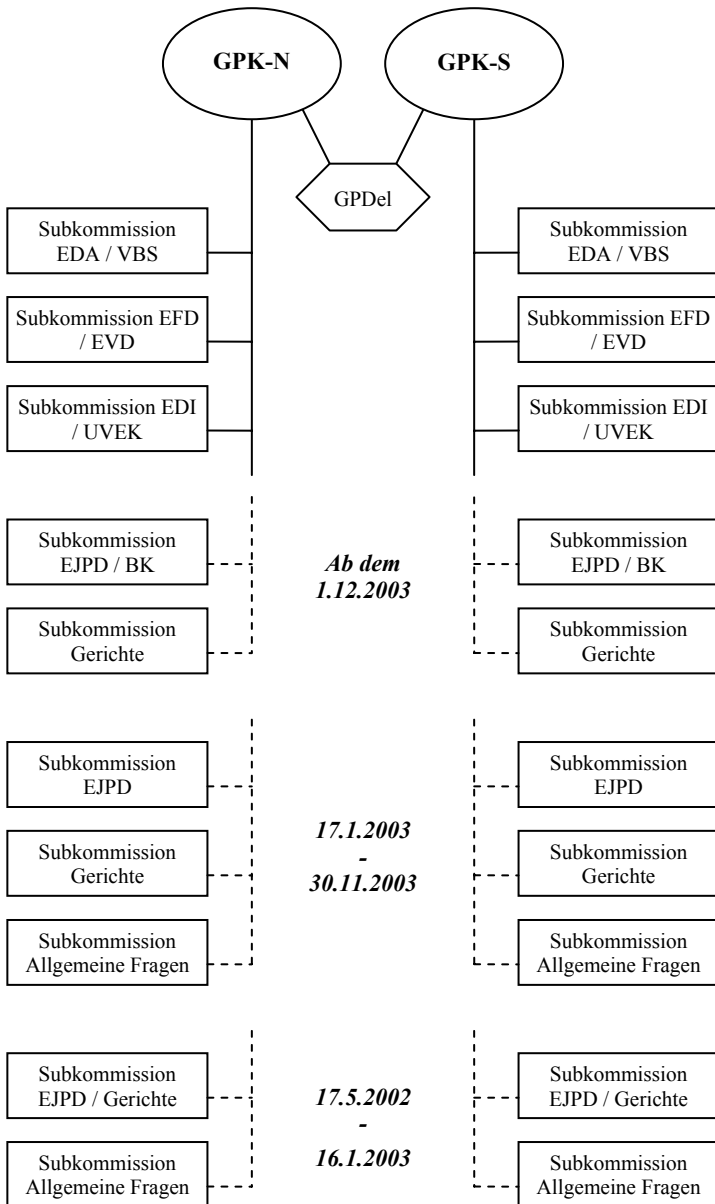 GPK-N
GPK-S
GPDel
Subkommission
EDA / VBS
Subkommission
EDA / VBS
Subkommission EFD
/ EVD
Subkommission EFD
/ EVD
Subkommission EDI
/ UVEK
Subkommission EDI
/ UVEK
Subkommission
EJPD / BK
Ab dem
1.12.2003
Subkommission
EJPD / BK
Subkommission
Gerichte
Subkommission
Gerichte
Subkommission
EJPD
Subkommission
EJPD
Subkommission
Gerichte
17.1.2003
-
30.11.2003
Subkommission
Gerichte
Subkommission
Allgemeine Fragen
Subkommission
Allgemeine Fragen
Subkommission
EJPD / Gerichte
17.5.2002
-
16.1.2003
Subkommission
EJPD / Gerichte
Subkommission
Allgemeine Fragen
Subkommission
Allgemeine Fragen